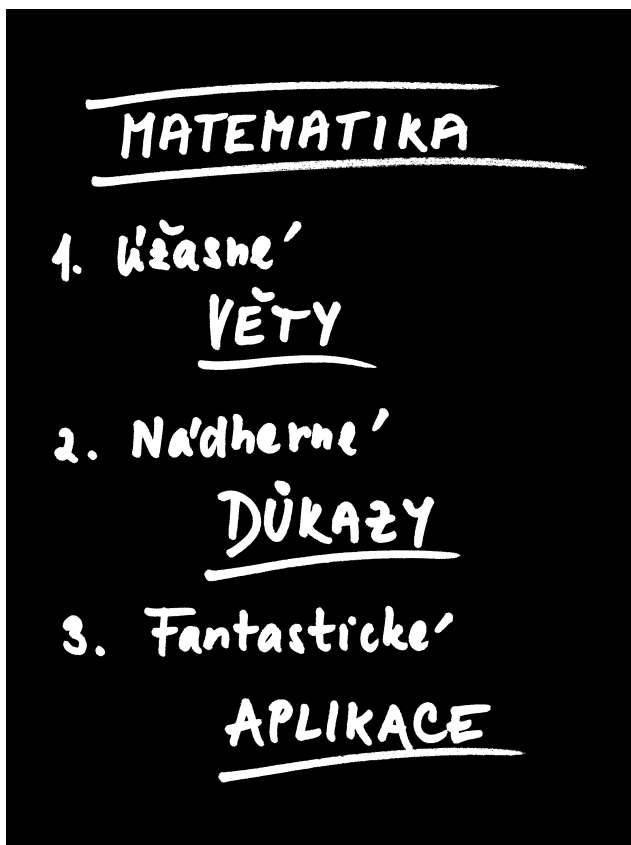 MATEMATIKA
1. Úžasné
VĚTY
2. Nádherné
DŮKAZY
3. Fantastické
APLIKACE